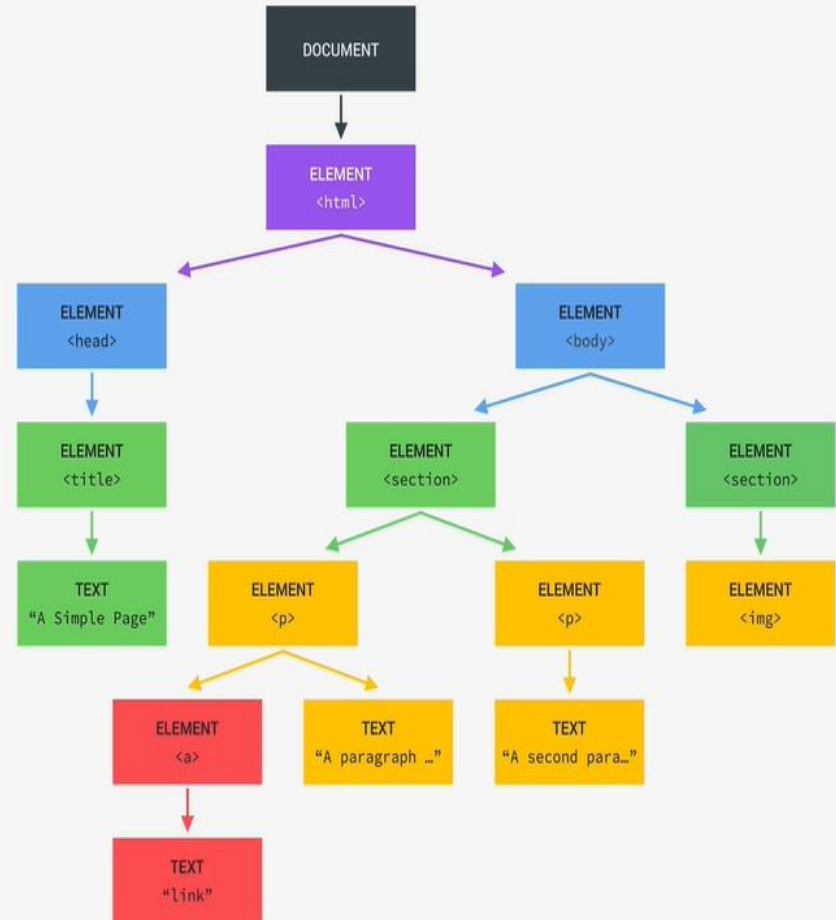 DOCUMENT
ELEMENT
<html>
ELEMENT
<head>
ELEMENT
<body>
ELEMENT
<title>
ELEMENT
<section>
ELEMENT
<section>
TEXT
“A Simple Page”
ELEMENT
<p>
ELEMENT
<p>
ELEMENT
<img>
ELEMENT
<a>
TEXT
“A paragraph …”
TEXT
“A second para…”
TEXT
“link”